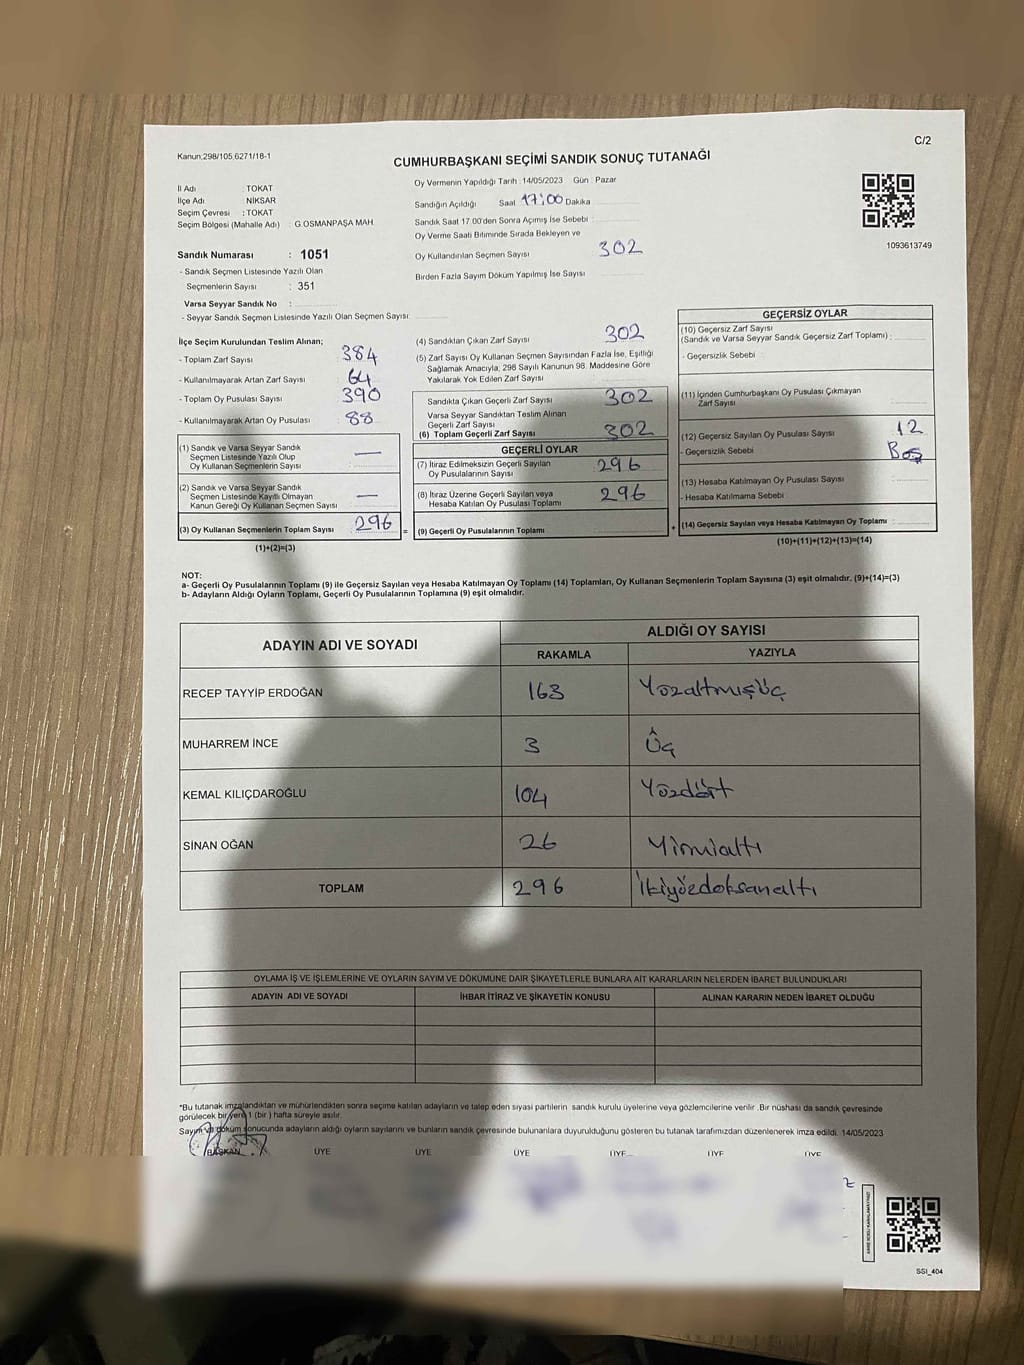 C/2
Kanun;298/105,6271/18-1
CUMHURBAŞKANI SEÇİMİ SANDIK SONUÇ TUTANAĞI
İl Adı : TOKAT
İlçe Adı : NİKSAR
Seçim Çevresi : TOKAT
Seçim Bölgesi (Mahalle Adı) : G.OSMANPAŞA MAH.
Oy Vermenin Yapıldığı Tarih :14/05/2023 Gün : Pazar
Sandığın Açıldığı Saat 17:00 Dakika
Sandık Saat 17.00'den Sonra Açımış İse Sebebi :
Oy Verme Saati Bitiminde Sırada Bekleyen ve
Oy Kullandırılan Seçmen Sayısı 302
Birden Fazla Sayım Döküm Yapılmış İse Sayısı
1093613749
Sandık Numarası : 1051
- Sandık Seçmen Listesinde Yazılı Olan
Seçmenlerin Sayısı : 351
Varsa Seyyar Sandık No :
- Seyyar Sandık Seçmen Listesinde Yazılı Olan Seçmen Sayısı:
İlçe Seçim Kurulundan Teslim Alınan;
- Toplam Zarf Sayısı 384
- Kullanılmayarak Artan Zarf Sayısı 64
- Toplam Oy Pusulası Sayısı 390
- Kullanılmayarak Artan Oy Pusulası 88
(1) Sandık ve Varsa Seyyar Sandık
Seçmen Listesinde Yazılı Olup
Oy Kullanan Seçmenlerin Sayısı —
(2) Sandık ve Varsa Seyyar Sandık
Seçmen Listesinde Kayıtlı Olmayan
Kanun Gereği Oy Kullanan Seçmen Sayısı —
(3) Oy Kullanan Seçmenlerin Toplam Sayısı 296
(1)+(2)=(3)
(4) Sandıktan Çıkan Zarf Sayısı 302
(5) Zarf Sayısı Oy Kullanan Seçmen Sayısından Fazla İse, Eşitliği
Sağlamak Amacıyla, 298 Sayılı Kanunun 98. Maddesine Göre
Yakılarak Yok Edilen Zarf Sayısı
Sandıkta Çıkan Geçerli Zarf Sayısı 302
Varsa Seyyar Sandıktan Teslim Alınan
Geçerli Zarf Sayısı
(6) Toplam Geçerli Zarf Sayısı 302
GEÇERLİ OYLAR
(7) İtiraz Edilmeksizin Geçerli Sayılan
Oy Pusulalarının Sayısı 296
(8) İtiraz Üzerine Geçerli Sayılan veya
Hesaba Katılan Oy Pusulası Toplamı 296
= (9) Geçerli Oy Pusulalarının Toplamı
GEÇERSİZ OYLAR
(10) Geçersiz Zarf Sayısı
(Sandık ve Varsa Seyyar Sandık Geçersiz Zarf Toplamı) :
- Geçersizlik Sebebi
(11) İçinden Cumhurbaşkanı Oy Pusulası Çıkmayan
Zarf Sayısı
(12) Geçersiz Sayılan Oy Pusulası Sayısı 12
- Geçersizlik Sebebi Boş
(13) Hesaba Katılmayan Oy Pusulası Sayısı
- Hesaba Katılmama Sebebi
+ (14) Geçersiz Sayılan veya Hesaba Katılmayan Oy Toplamı
(10)+(11)+(12)+(13)=(14)
NOT:
a- Geçerli Oy Pusulalarının Toplamı (9) ile Geçersiz Sayılan veya Hesaba Katılmayan Oy Toplamı (14) Toplamları, Oy Kullanan Seçmenlerin Toplam Sayısına (3) eşit olmalıdır. (9)+(14)=(3)
b- Adayların Aldığı Oyların Toplamı, Geçerli Oy Pusulalarının Toplamına (9) eşit olmalıdır.
ADAYIN ADI VE SOYADI ALDIĞI OY SAYISI
RAKAMLA YAZIYLA
RECEP TAYYİP ERDOĞAN 163 Yüzaltmışüç
MUHARREM İNCE 3 Üç
KEMAL KILIÇDAROĞLU 104 Yüzdört
SİNAN OĞAN 26 Yirmialtı
TOPLAM 296 İkiyüzdoksanaltı
OYLAMA İŞ VE İŞLEMLERİNE VE OYLARIN SAYIM VE DÖKÜMÜNE DAİR ŞİKAYETLERLE BUNLARA AİT KARARLARIN NELERDEN İBARET BULUNDUKLARI
ADAYIN ADI VE SOYADI İHBAR İTİRAZ VE ŞİKAYETİN KONUSU ALINAN KARARIN NEDEN İBARET OLDUĞU
*Bu tutanak imzalandıktan ve mühürlendikten sonra seçime katılan adayların ve talep eden siyasi partilerin sandık kurulu üyelerine veya gözlemcilerine verilir .Bir nüshası da sandık çevresinde
görülecek bir yere 1 (bir ) hafta süreyle asılır.
Sayım ve döküm sonucunda adayların aldığı oyların sayılarını ve bunların sandık çevresinde bulunanlara duyurulduğunu gösteren bu tutanak tarafımızdan düzenlenerek imza edildi. 14/05/2023
BAŞKAN ÜYE ÜYE ÜYE ÜYE ÜYE ÜYE
SSİ_404